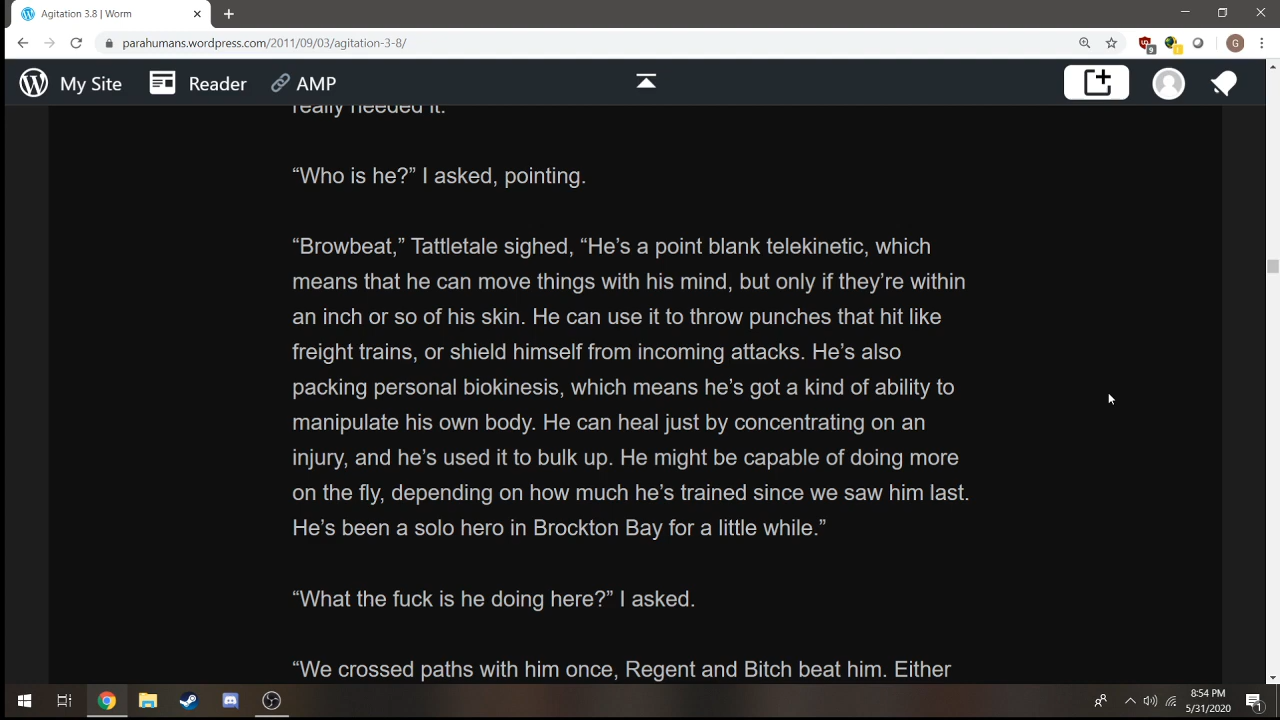 Agitation 3.8 | Worm
parahumans.wordpress.com/2011/09/03/agitation-3-8/
G
9
My Site
Reader
AMP
really needed it.
“Who is he?” I asked, pointing.
“Browbeat,” Tattletale sighed, “He’s a point blank telekinetic, which
means that he can move things with his mind, but only if they’re within
an inch or so of his skin. He can use it to throw punches that hit like
freight trains, or shield himself from incoming attacks. He’s also
packing personal biokinesis, which means he’s got a kind of ability to
manipulate his own body. He can heal just by concentrating on an
injury, and he’s used it to bulk up. He might be capable of doing more
on the fly, depending on how much he’s trained since we saw him last.
He’s been a solo hero in Brockton Bay for a little while.”
“What the fuck is he doing here?” I asked.
“We crossed paths with him once, Regent and Bitch beat him. Either
8:54 PM
5/31/2020
1